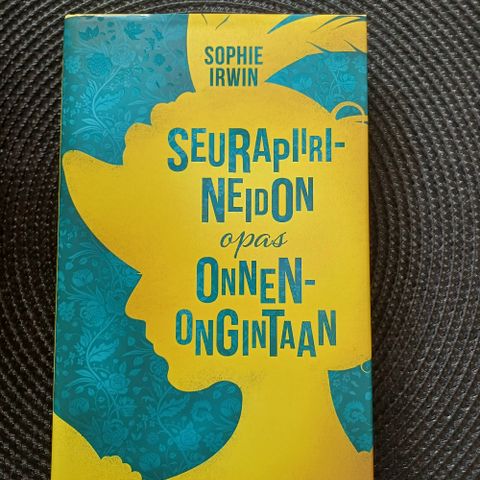 SOPHIE
IRWIN
SEURAPIIRI-
NEIDON
opas
ONNEN-
ONGINTAAN